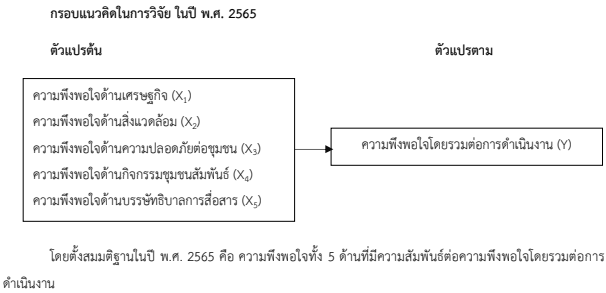 กรอบแนวคิดในการวิจัย ในปี พ.ศ. 2565
ตัวแปรต้น
ตัวแปรตาม
ความพึงพอใจด้านเศรษฐกิจ (X₁)
ความพึงพอใจด้านสิ่งแวดล้อม (X₂)
ความพึงพอใจด้านความปลอดภัยต่อชุมชน (X₃)
ความพึงพอใจด้านกิจกรรมชุมชนสัมพันธ์ (X₄)
ความพึงพอใจด้านบรรษัทธิบาลการสื่อสาร (X₅)
ความพึงพอใจโดยรวมต่อการดำเนินงาน (Y)
โดยตั้งสมมติฐานในปี พ.ศ. 2565 คือ ความพึงพอใจทั้ง 5 ด้านที่มีความสัมพันธ์ต่อความพึงพอใจโดยรวมต่อการ
ดำเนินงาน